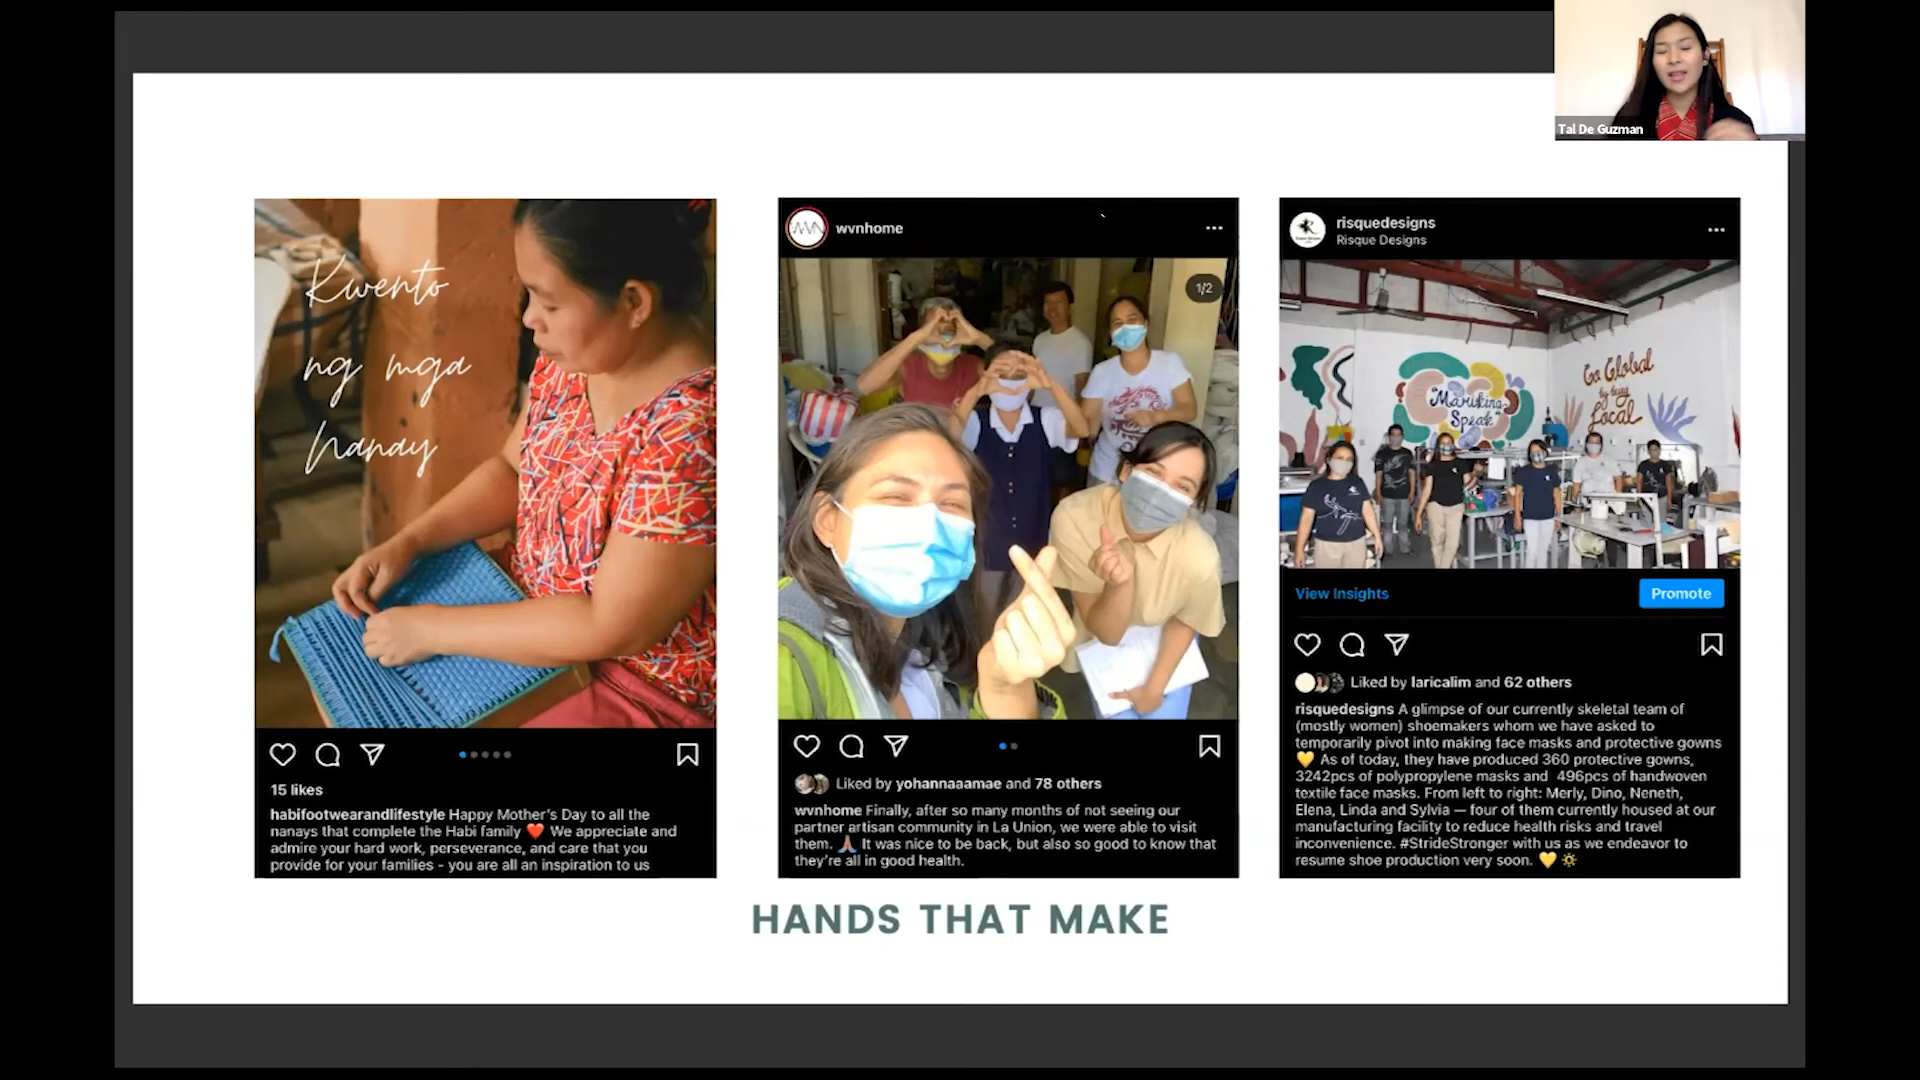 Tal De Guzman
Kwento
ng mga
Nanay
15 likes
habifootwearandlifestyle Happy Mother's Day to all the
nanays that complete the Habi family ❤️ We appreciate and
admire your hard work, perseverance, and care that you
provide for your families - you are all an inspiration to us
WVN
wvnhome
1/2
Liked by yohannaaamae and 78 others
wvnhome Finally, after so many months of not seeing our
partner artisan community in La Union, we were able to visit
them. 🙏🏽 It was nice to be back, but also so good to know that
they're all in good health.
risquedesigns
Risque Designs
"Marikina
Speak"
Go Global
by being
Local
View Insights
Promote
Liked by laricalim and 62 others
risquedesigns A glimpse of our currently skeletal team of
(mostly women) shoemakers whom we have asked to
temporarily pivot into making face masks and protective gowns
💛 As of today, they have produced 360 protective gowns,
3242pcs of polypropylene masks and 496pcs of handwoven
textile face masks. From left to right: Merly, Dino, Neneth,
Elena, Linda and Sylvia — four of them currently housed at our
manufacturing facility to reduce health risks and travel
inconvenience. #StrideStronger with us as we endeavor to
resume shoe production very soon. 💛 🔅
HANDS THAT MAKE